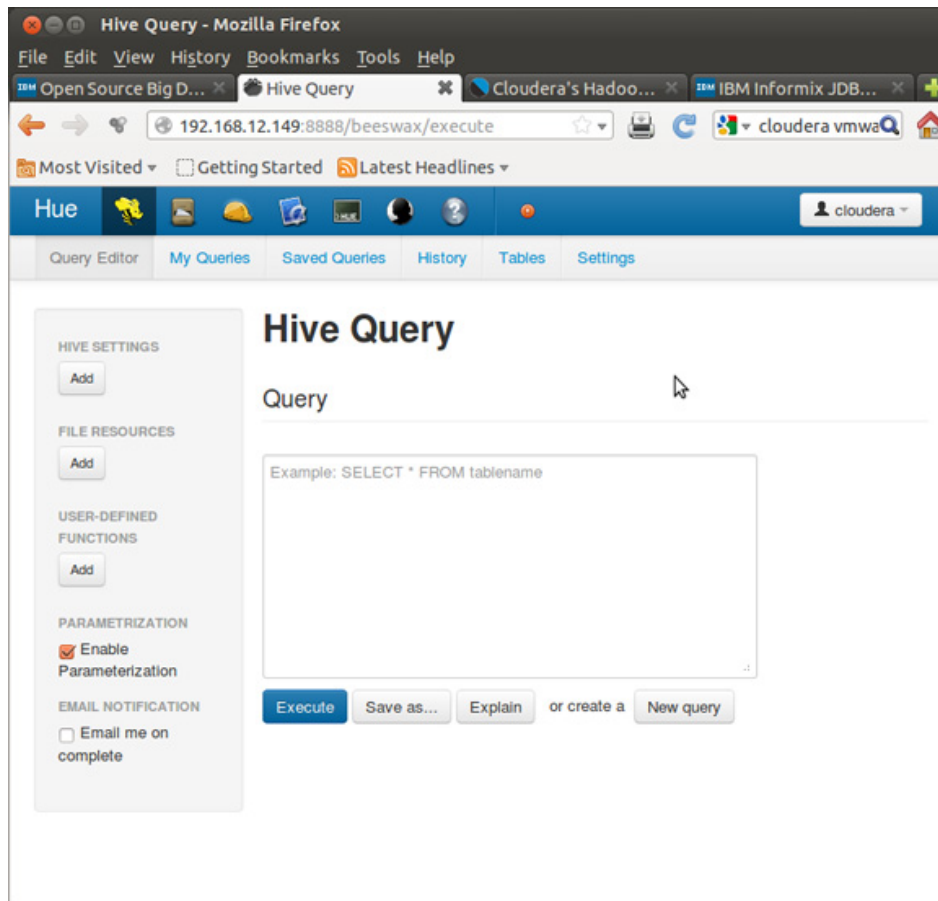 Hive Query - Mozilla Firefox
File Edit View History Bookmarks Tools Help
IBM Open Source Big D... Hive Query Cloudera's Hadoo... IBM IBM Informix JDB...
192.168.12.149:8888/beeswax/execute cloudera vmwa
Most Visited Getting Started Latest Headlines
Hue cloudera
Query Editor My Queries Saved Queries History Tables Settings
HIVE SETTINGS
Add
FILE RESOURCES
Add
USER-DEFINED
FUNCTIONS
Add
PARAMETRIZATION
Enable
Parameterization
EMAIL NOTIFICATION
Email me on
complete
Hive Query
Query
Example: SELECT * FROM tablename
Execute Save as... Explain or create a New query